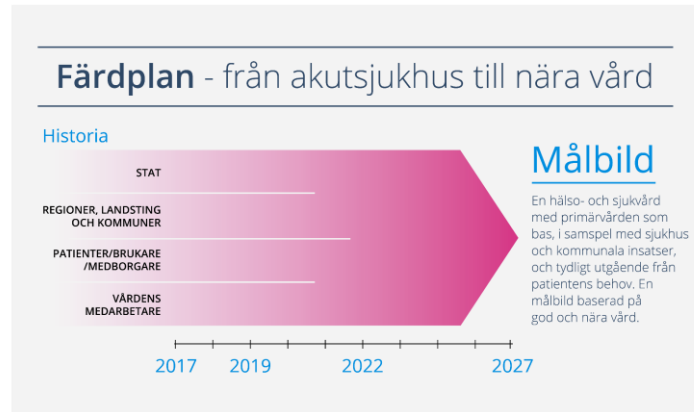 Färdplan - från akutsjukhus till nära vård
Historia
STAT
REGIONER, LANDSTING
OCH KOMMUNER
PATIENTER/BRUKARE
/MEDBORGARE
VÅRDENS
MEDARBETARE
Målbild
En hälso- och sjukvård
med primärvården som
bas, i samspel med sjukhus
och kommunala insatser,
och tydligt utgående från
patientens behov. En
målbild baserad på
god och nära vård.
2017 2019 2022 2027